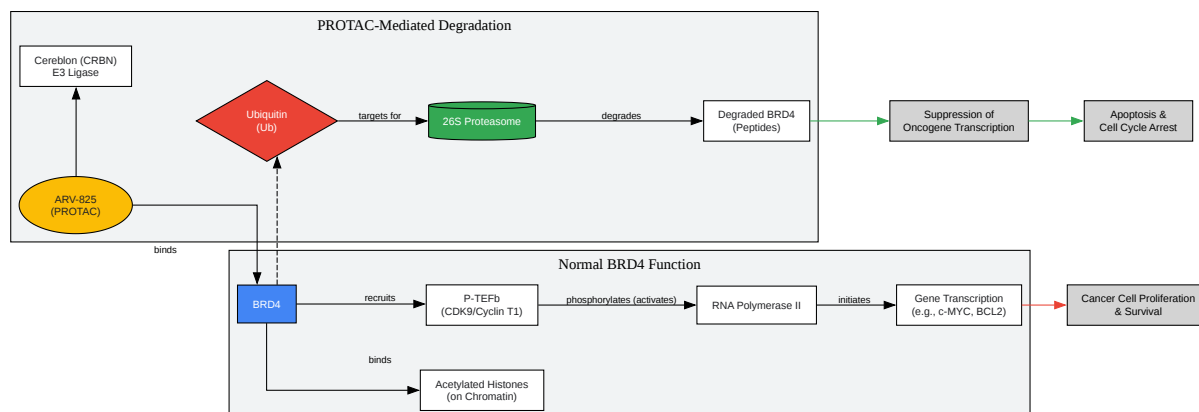 PROTAC-Mediated Degradation
Cereblon (CRBN)
E3 Ligase
Ubiquitin
(Ub)
targets for
26S Proteasome
degrades
Degraded BRD4
(Peptides)
Suppression of
Oncogene Transcription
Apoptosis &
Cell Cycle Arrest
ARV-825
(PROTAC)
binds
Normal BRD4 Function
BRD4
recruits
P-TEFb
(CDK9/Cyclin T1)
phosphorylates (activates)
RNA Polymerase II
initiates
Gene Transcription
(e.g., c-MYC, BCL2)
Cancer Cell Proliferation
& Survival
binds
Acetylated Histones
(on Chromatin)